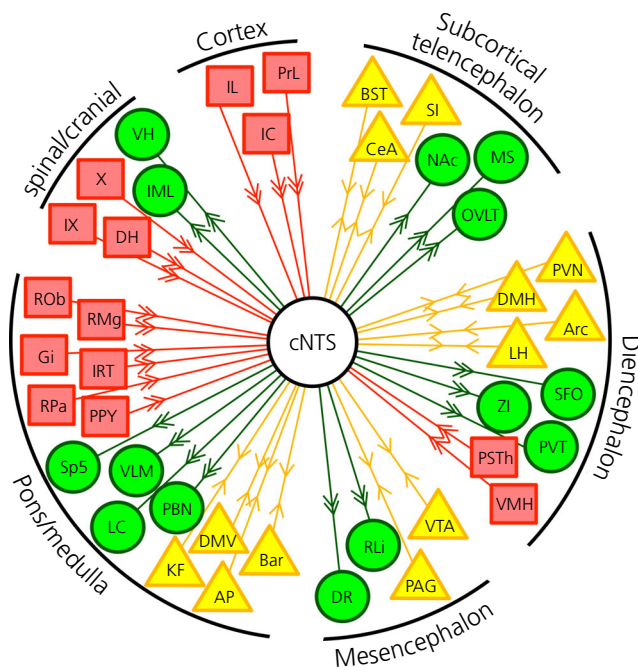 Cortex
IL
PrL
IC
Subcortical
telencephalon
BST
SI
CeA
NAc
MS
OVLT
Diencephalon
PVN
DMH
Arc
LH
SFO
ZI
PVT
PSTh
VMH
Mesencephalon
VTA
PAG
RLi
DR
Pons/medulla
ROb
RMg
Gi
IRT
RPa
PPY
Sp5
VLM
LC
PBN
KF
DMV
AP
Bar
spinal/cranial
VH
IML
X
IX
DH
cNTS